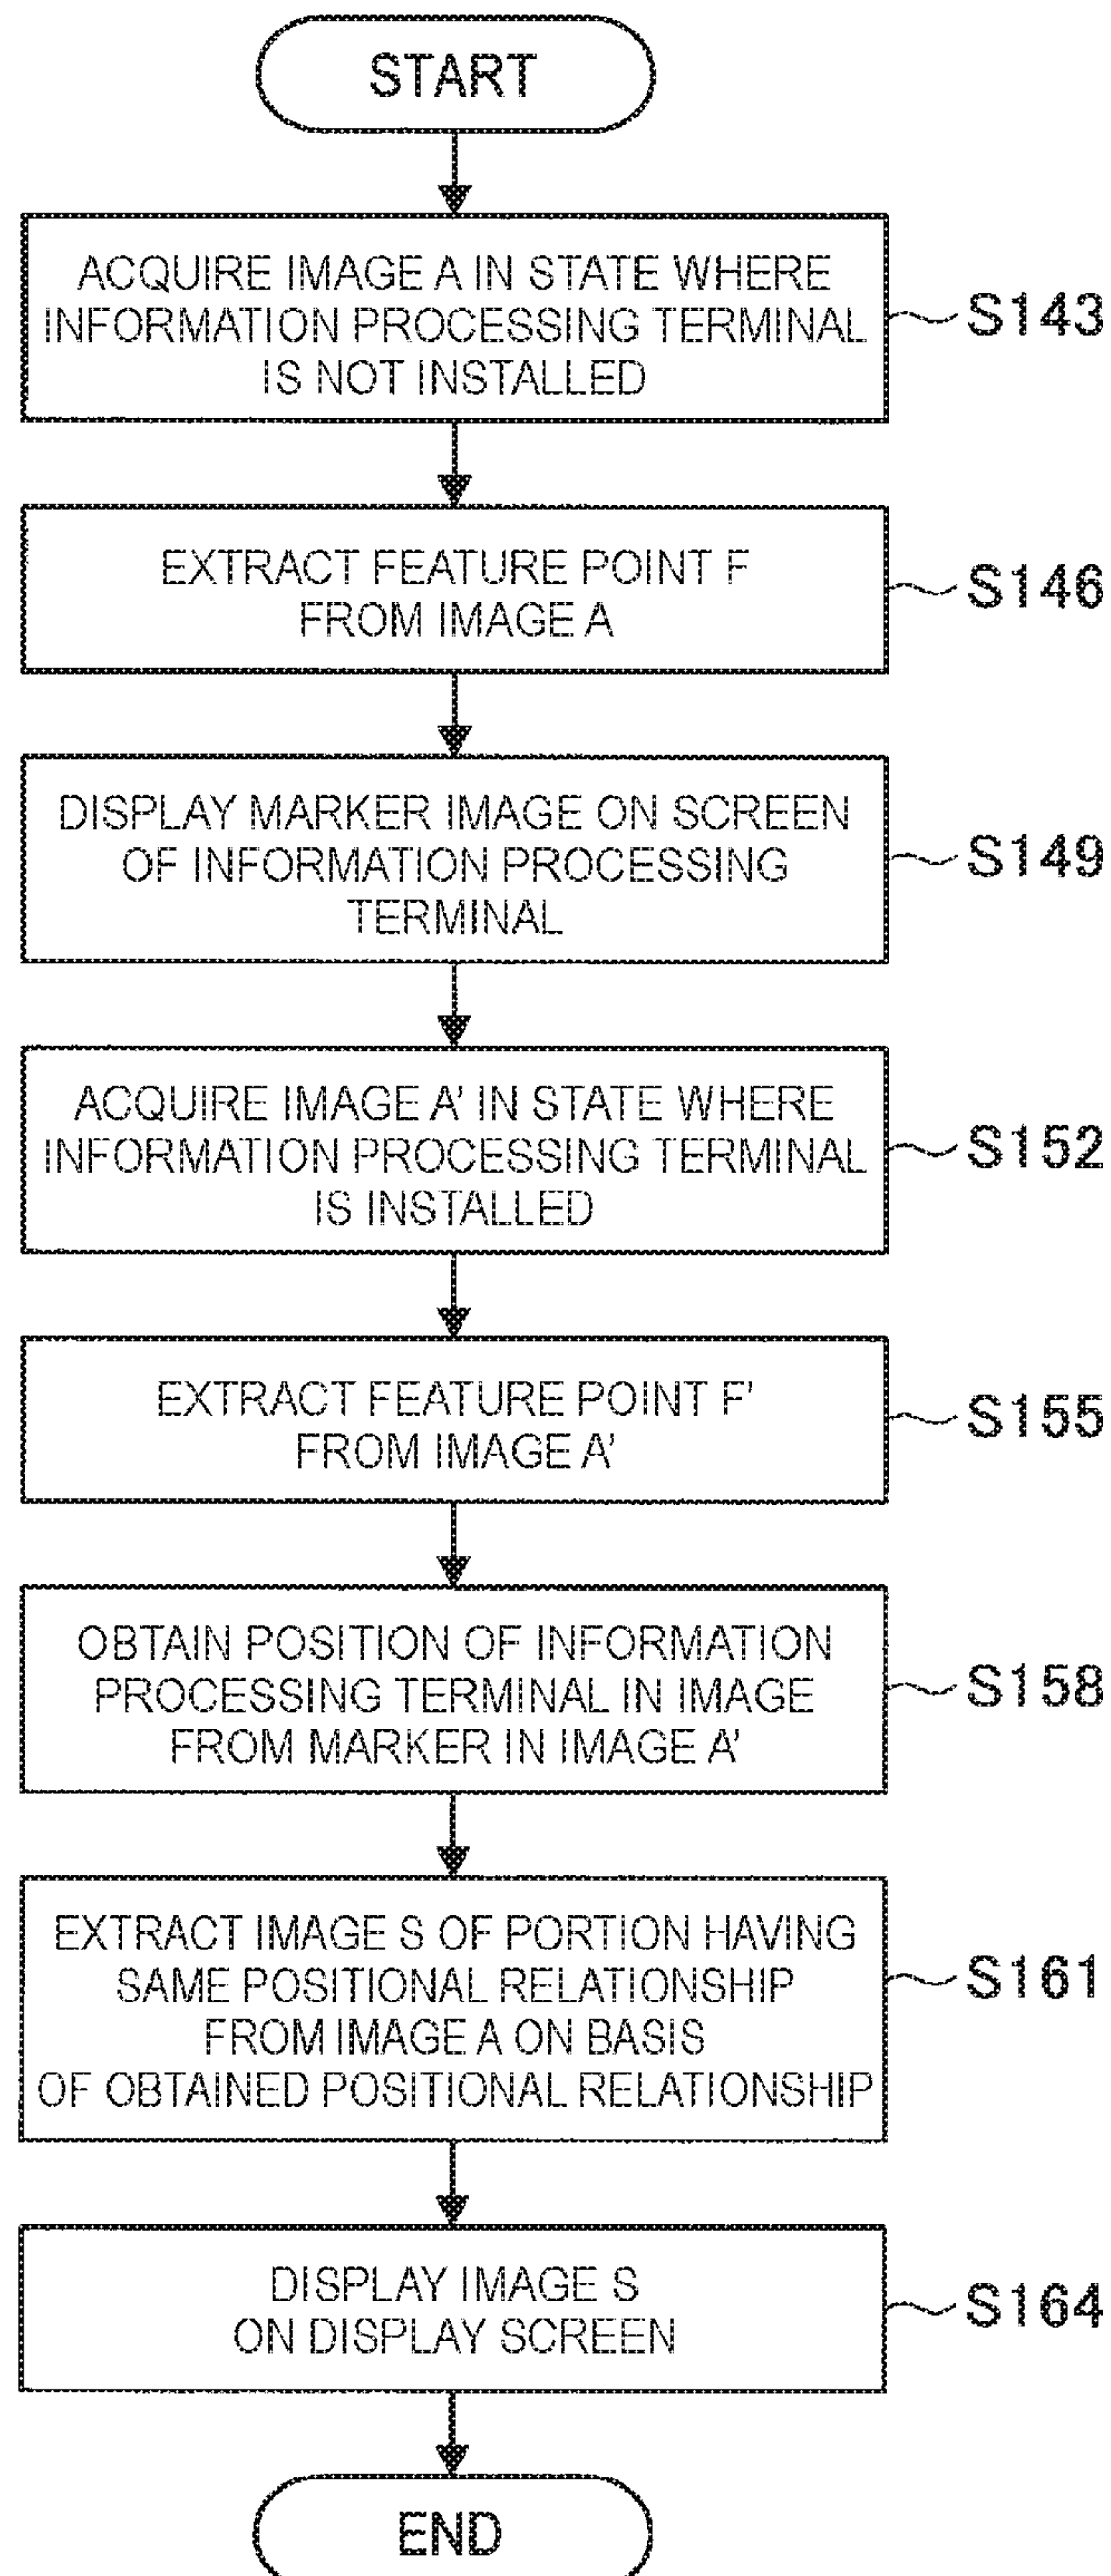 START
ACQUIRE IMAGE A IN STATE WHERE
INFORMATION PROCESSING TERMINAL
IS NOT INSTALLED
S143
EXTRACT FEATURE POINT F
FROM IMAGE A
S146
DISPLAY MARKER IMAGE ON SCREEN
OF INFORMATION PROCESSING
TERMINAL
S149
ACQUIRE IMAGE A' IN STATE WHERE
INFORMATION PROCESSING TERMINAL
IS INSTALLED
S152
EXTRACT FEATURE POINT F'
FROM IMAGE A'
S155
OBTAIN POSITION OF INFORMATION
PROCESSING TERMINAL IN IMAGE
FROM MARKER IN IMAGE A'
S158
EXTRACT IMAGE S OF PORTION HAVING
SAME POSITIONAL RELATIONSHIP
FROM IMAGE A ON BASIS
OF OBTAINED POSITIONAL RELATIONSHIP
S161
DISPLAY IMAGE S
ON DISPLAY SCREEN
S164
END